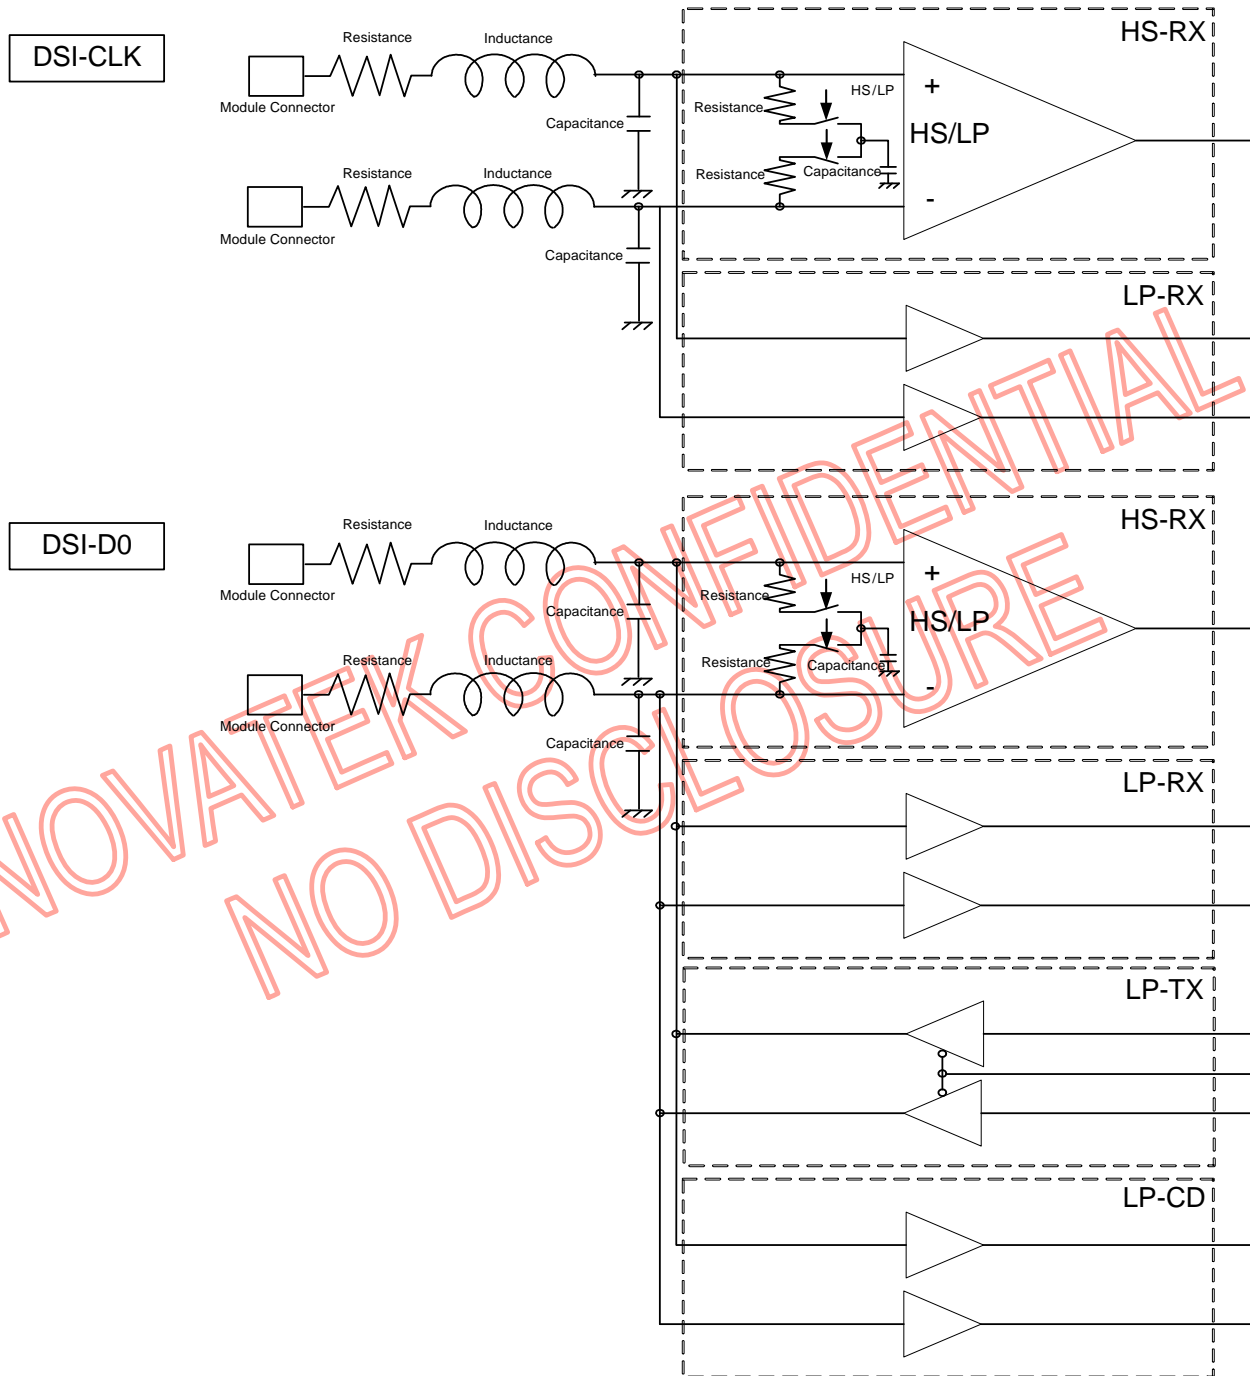 DSI-CLK
Resistance
Inductance
Module Connector
Capacitance
Resistance
Inductance
Module Connector
Capacitance
HS-RX
Resistance
HS/LP
+
HS/LP
Resistance
Capacitance
-
LP-RX
DSI-D0
Resistance
Inductance
Module Connector
Capacitance
Resistance
Inductance
Module Connector
Capacitance
HS-RX
Resistance
HS/LP
+
HS/LP
Resistance
Capacitance
-
LP-RX
LP-TX
LP-CD
NOVATEK CONFIDENTIAL
NO DISCLOSURE